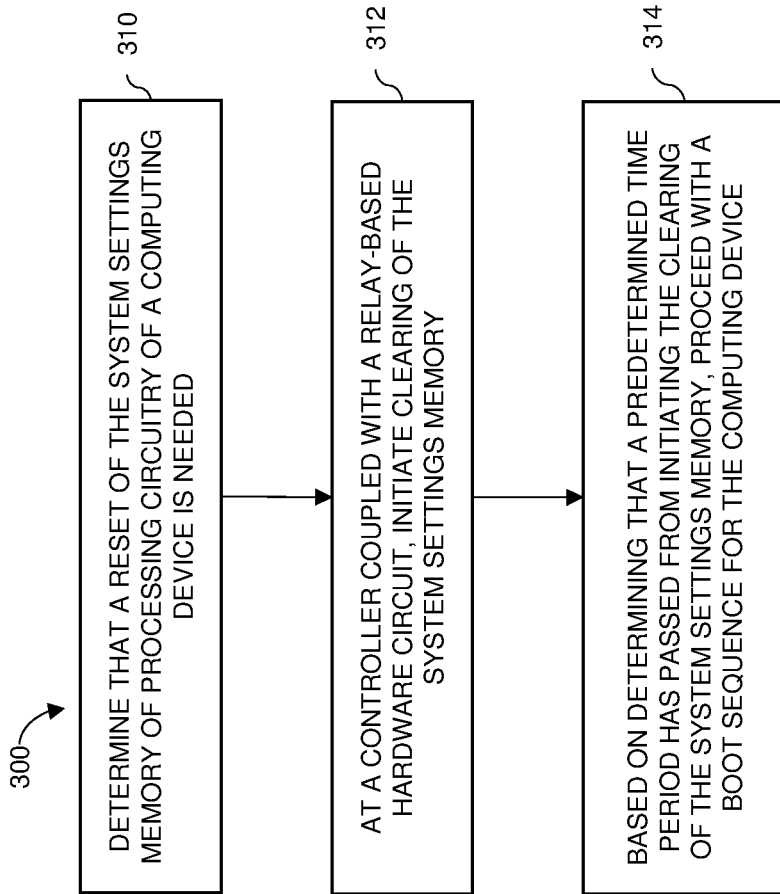 300
DETERMINE THAT A RESET OF THE SYSTEM SETTINGS
MEMORY OF PROCESSING CIRCUITRY OF A COMPUTING
DEVICE IS NEEDED
310
AT A CONTROLLER COUPLED WITH A RELAY-BASED
HARDWARE CIRCUIT, INITIATE CLEARING OF THE
SYSTEM SETTINGS MEMORY
312
BASED ON DETERMINING THAT A PREDETERMINED TIME
PERIOD HAS PASSED FROM INITIATING THE CLEARING
OF THE SYSTEM SETTINGS MEMORY, PROCEED WITH A
BOOT SEQUENCE FOR THE COMPUTING DEVICE
314